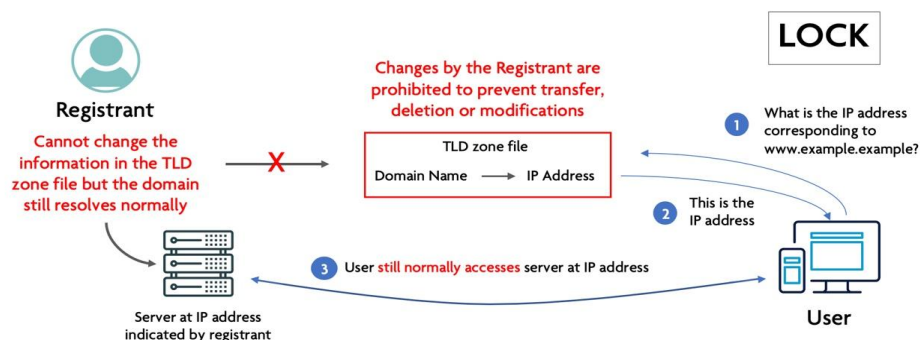 LOCK
Registrant
Cannot change the
information in the TLD
zone file but the domain
still resolves normally
X
Changes by the Registrant are
prohibited to prevent transfer,
deletion or modifications
TLD zone file
Domain Name IP Address
1 What is the IP address
corresponding to
www.example.example?
2 This is the
IP address
3 User still normally accesses server at IP address
Server at IP address
indicated by registrant
User